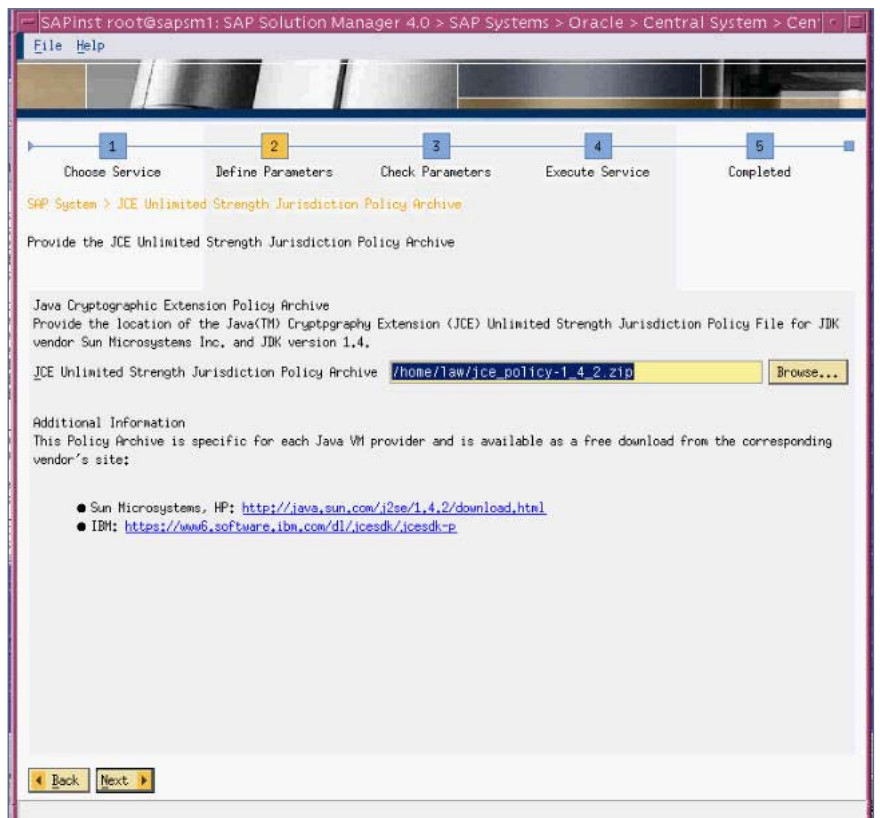 SAPinst root@sapsm1: SAP Solution Manager 4.0 > SAP Systems > Oracle > Central System > Cen
File Help
1 2 3 4 5
Choose Service Define Parameters Check Parameters Execute Service Completed
SAP System > JCE Unlimited Strength Jurisdiction Policy Archive
Provide the JCE Unlimited Strength Jurisdiction Policy Archive
Java Cryptographic Extension Policy Archive
Provide the location of the Java(TM) Cryptpgraphy Extension (JCE) Unlimited Strength Jurisdiction Policy File for JDK
vendor Sun Microsystems Inc. and JDK version 1.4.
JCE Unlimited Strength Jurisdiction Policy Archive /home/law/jce_policy-1_4_2.zip Browse...
Additional Information
This Policy Archive is specific for each Java VM provider and is available as a free download from the corresponding
vendor's site:
● Sun Microsystems, HP: http://java.sun.com/j2se/1.4.2/download.html
● IBM: https://www6.software.ibm.com/dl/jcesdk/jcesdk-p
Back Next